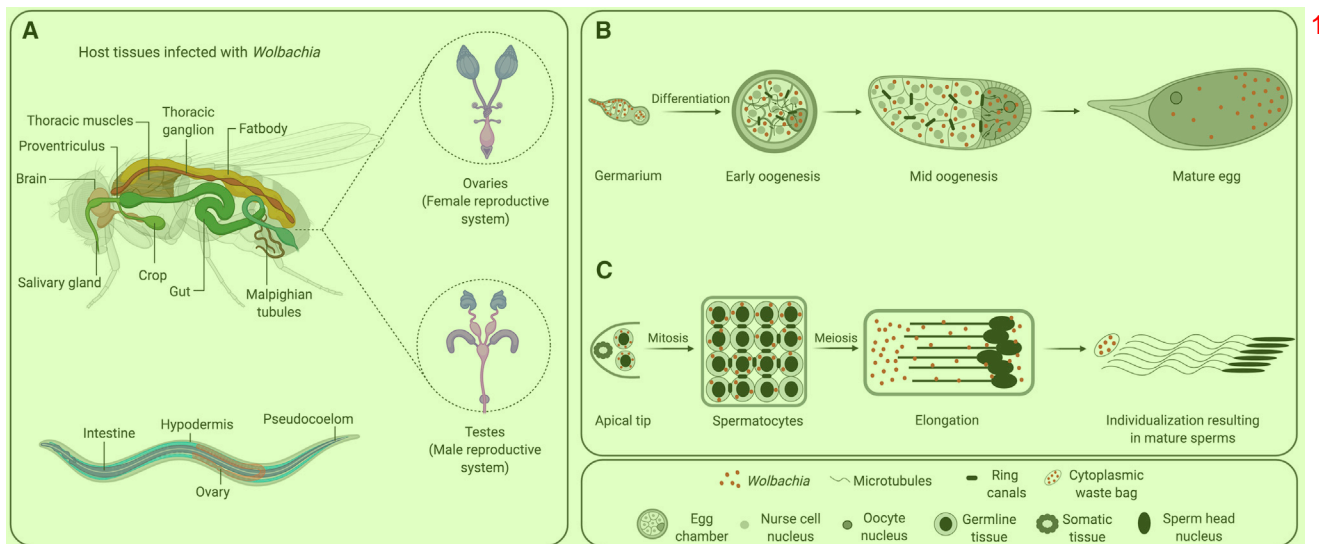 A
Host tissues infected with Wolbachia
Thoracic
ganglion
Thoracic muscles
Fatbody
Proventriculus
Brain
Salivary gland
Crop
Gut
Malpighian
tubules
Ovaries
(Female reproductive
system)
Testes
(Male reproductive
system)
Intestine
Hypodermis
Pseudocoelom
Ovary
B
1
Differentiation
Germarium
Early oogenesis
Mid oogenesis
Mature egg
C
Mitosis
Meiosis
Apical tip
Spermatocytes
Elongation
Individualization resulting
in mature sperms
Wolbachia
Microtubules
Ring
canals
Cytoplasmic
waste bag
Egg
chamber
Nurse cell
nucleus
Oocyte
nucleus
Germline
tissue
Somatic
tissue
Sperm head
nucleus